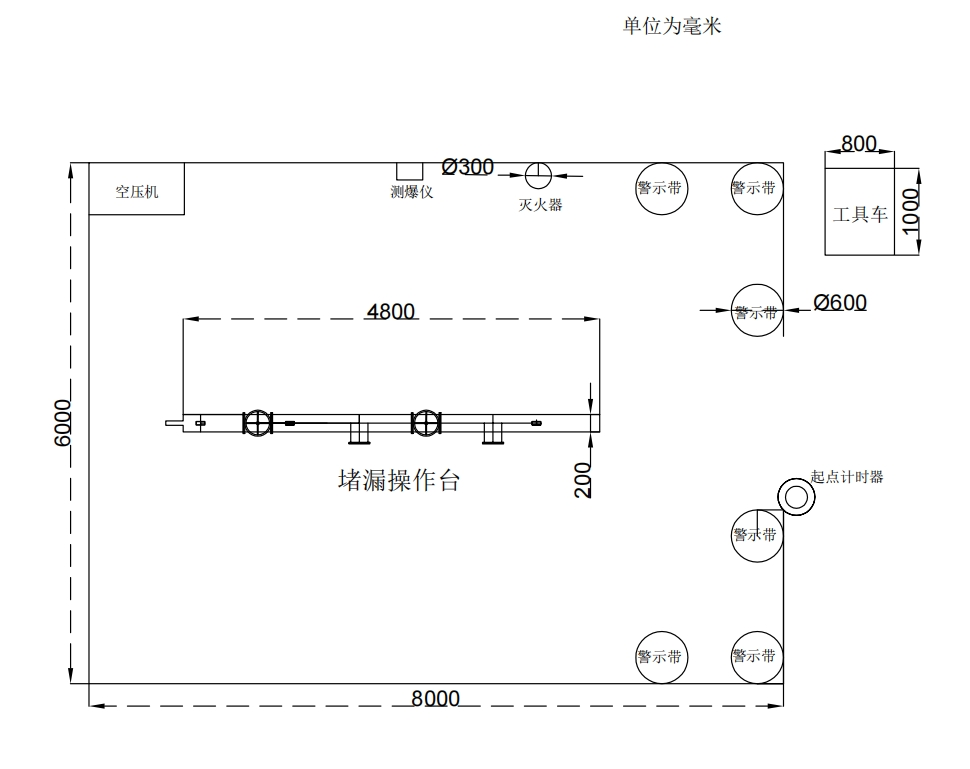 单位为毫米
800
空压机
测爆仪
Ø300
灭火器
警示带
警示带
工具车
1000
警示带
Ø600
4800
6000
堵漏操作台
200
起点计时器
警示带
警示带
警示带
8000